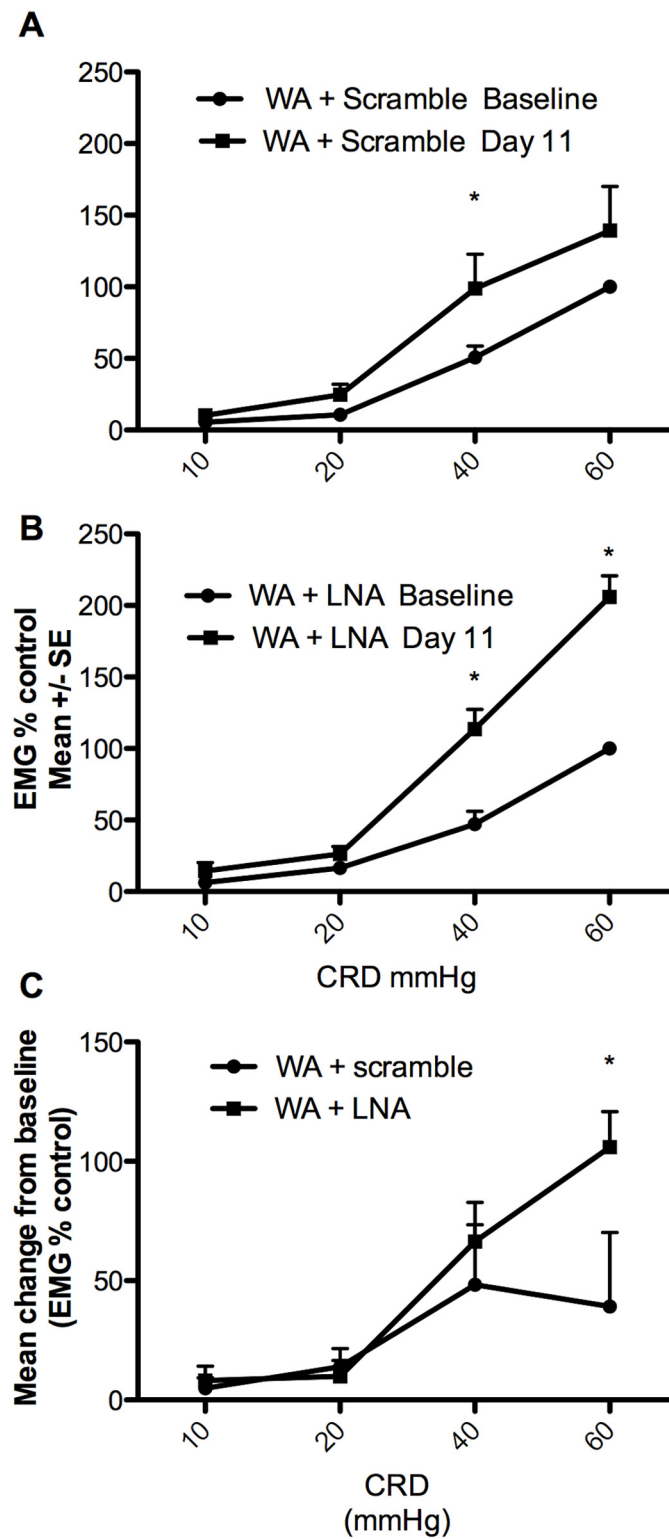 A
250
200
150
100
50
0
WA + Scramble Baseline
WA + Scramble Day 11
*
10
20
40
60
B
EMG % control
Mean +/- SE
250
200
150
100
50
0
WA + LNA Baseline
WA + LNA Day 11
*
*
10
20
40
60
CRD mmHg
C
Mean change from baseline
(EMG % control)
150
100
50
0
WA + scramble
WA + LNA
*
10
20
40
60
CRD
(mmHg)